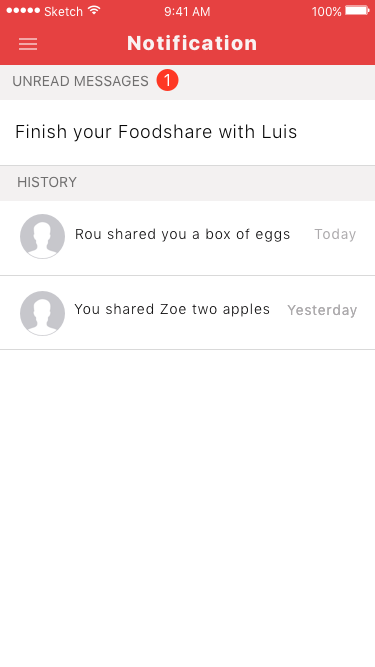 Sketch 9:41 AM 100%
Notification
UNREAD MESSAGES 1
Finish your Foodshare with Luis
HISTORY
Rou shared you a box of eggs Today
You shared Zoe two apples Yesterday